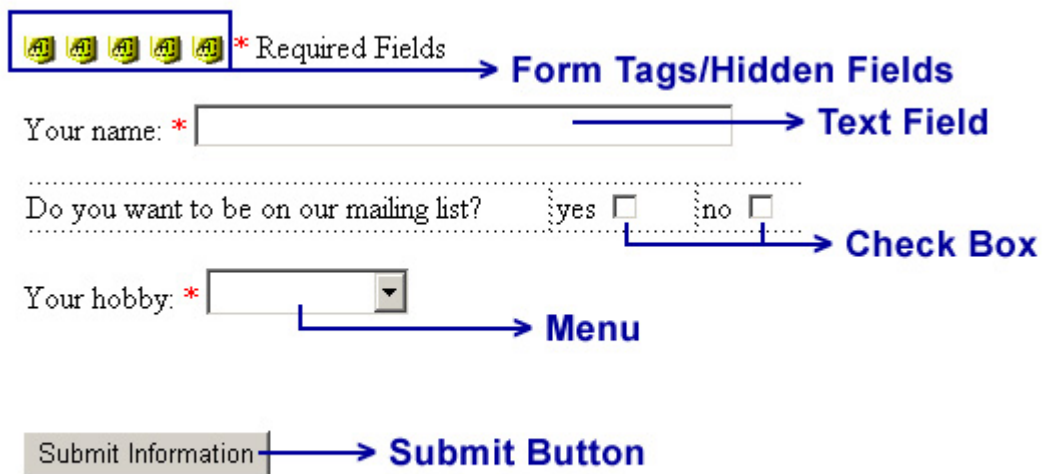 * Required Fields
Form Tags/Hidden Fields
Your name: *
Text Field
Do you want to be on our mailing list? yes no
Check Box
Your hobby: *
Menu
Submit Information
Submit Button